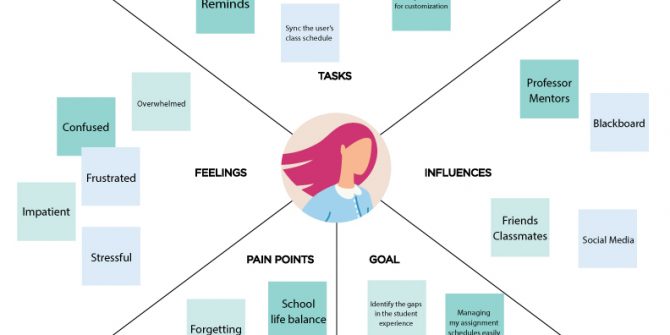 Reminds
Sync the user's
class schedule
for customization
TASKS
Overwhelmed
Confused
Frustrated
Impatient
Stressful
FEELINGS
INFLUENCES
Professor
Mentors
Blackboard
Friends
Classmates
Social Media
PAIN POINTS
GOAL
Forgetting
School
life balance
Identify the gaps
in the student
experience
Managing
my assignment
schedules easily